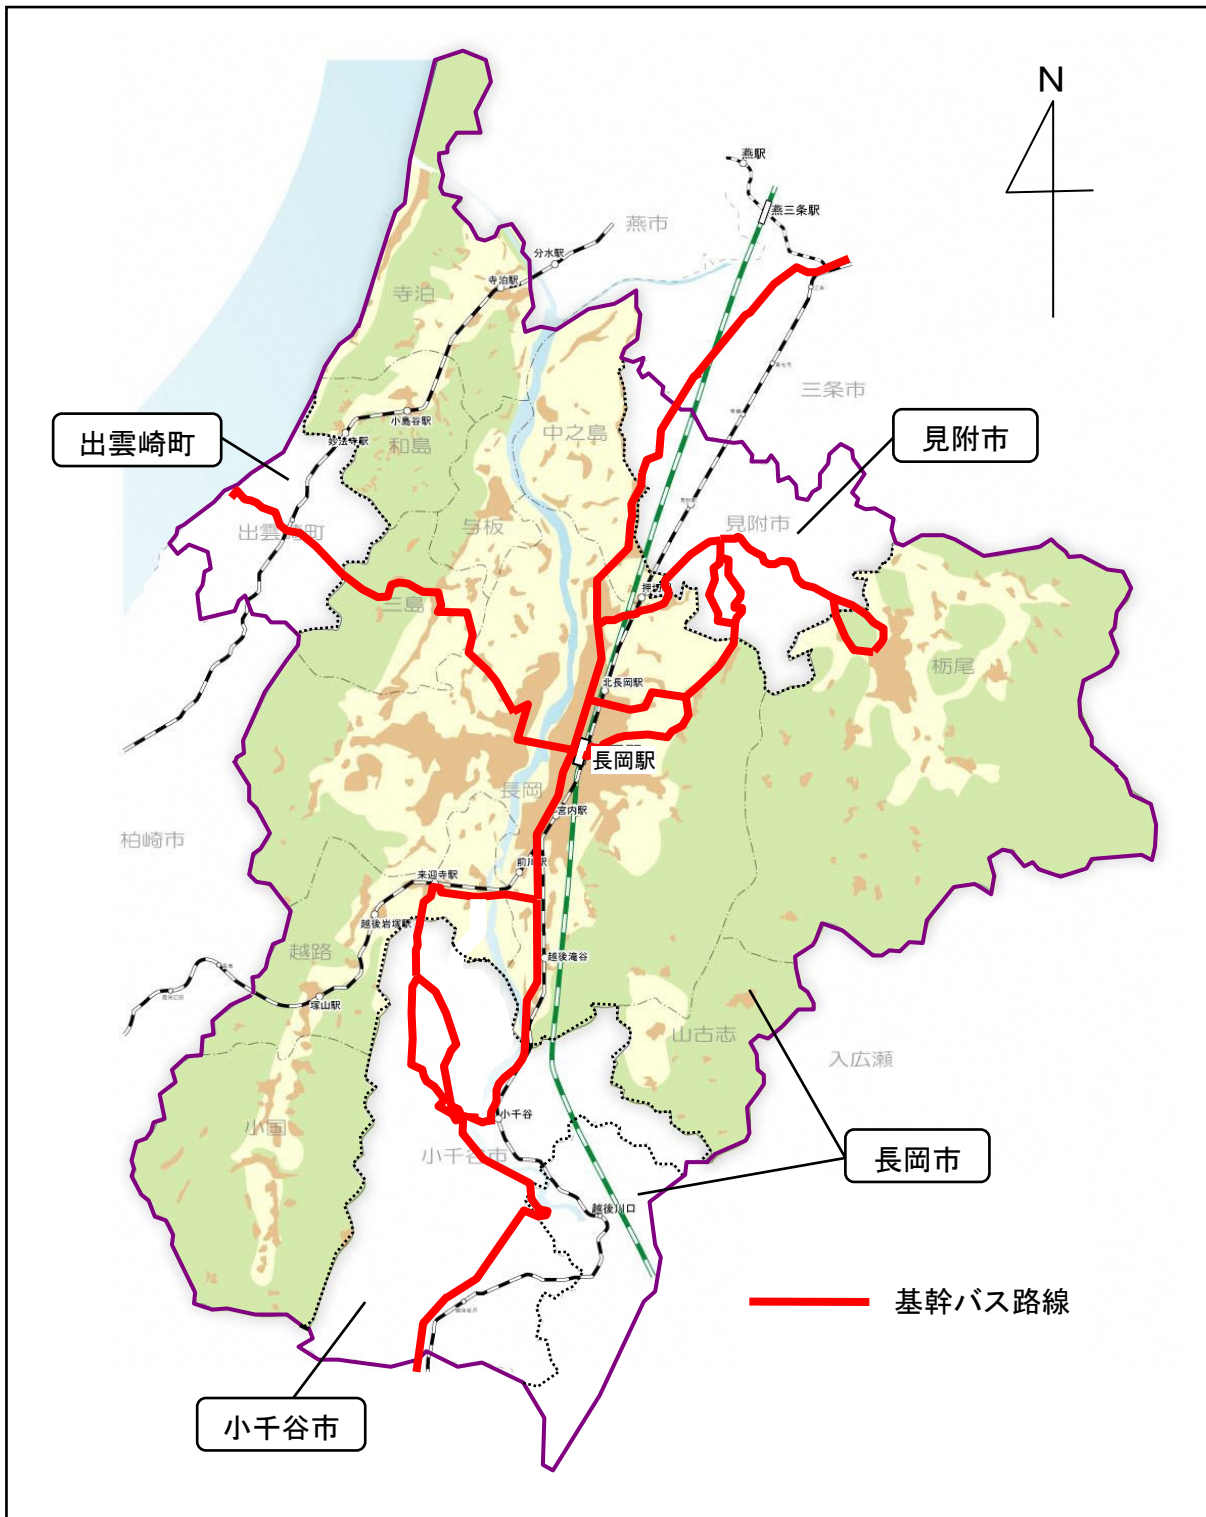 N
燕駅
燕三条駅
燕市
分水駅
寺泊駅
寺泊
三条市
出雲崎町
小島谷駅
妙法寺駅
和島
中之島
見附市
出雲崎町
与板
見附市
押切
三島
栃尾
北長岡駅
長岡駅
長岡
宮内駅
柏崎市
前川駅
来迎寺駅
越後岩塚駅
越路
越後滝谷
塚山駅
山古志
入広瀬
小国
小千谷
小千谷市
長岡市
越後川口
基幹バス路線
小千谷市